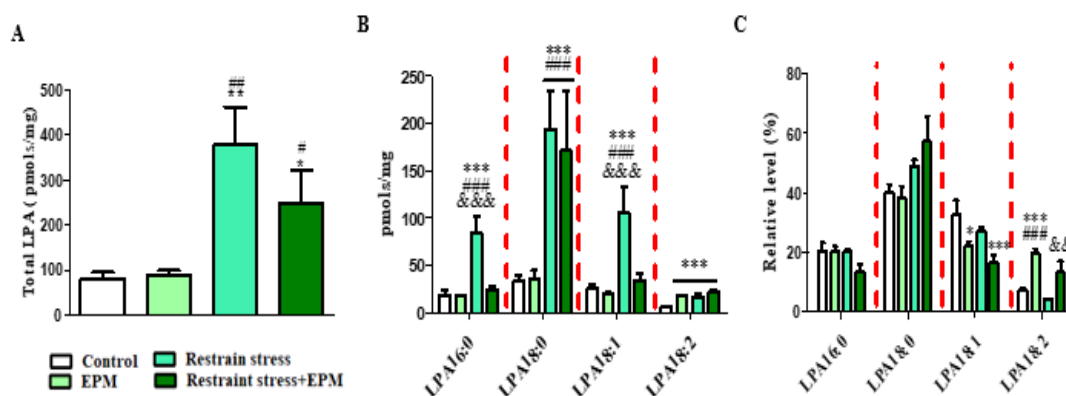 A
Total LPA ( pmols/mg)
500
400
300
200
100
0
##
**
#
*
Control
EPM
Restrain stress
Restraint stress+EPM
B
pmols/mg
250
200
150
100
50
0
***
###
&&&
***
###
***
###
&&&
***
LPA16:0
LPA18:0
LPA18:1
LPA18:2
C
Relative level (%)
80
60
40
20
0
*
***
***
###
&&
LPA16:0
LPA18:0
LPA18:1
LPA18:2